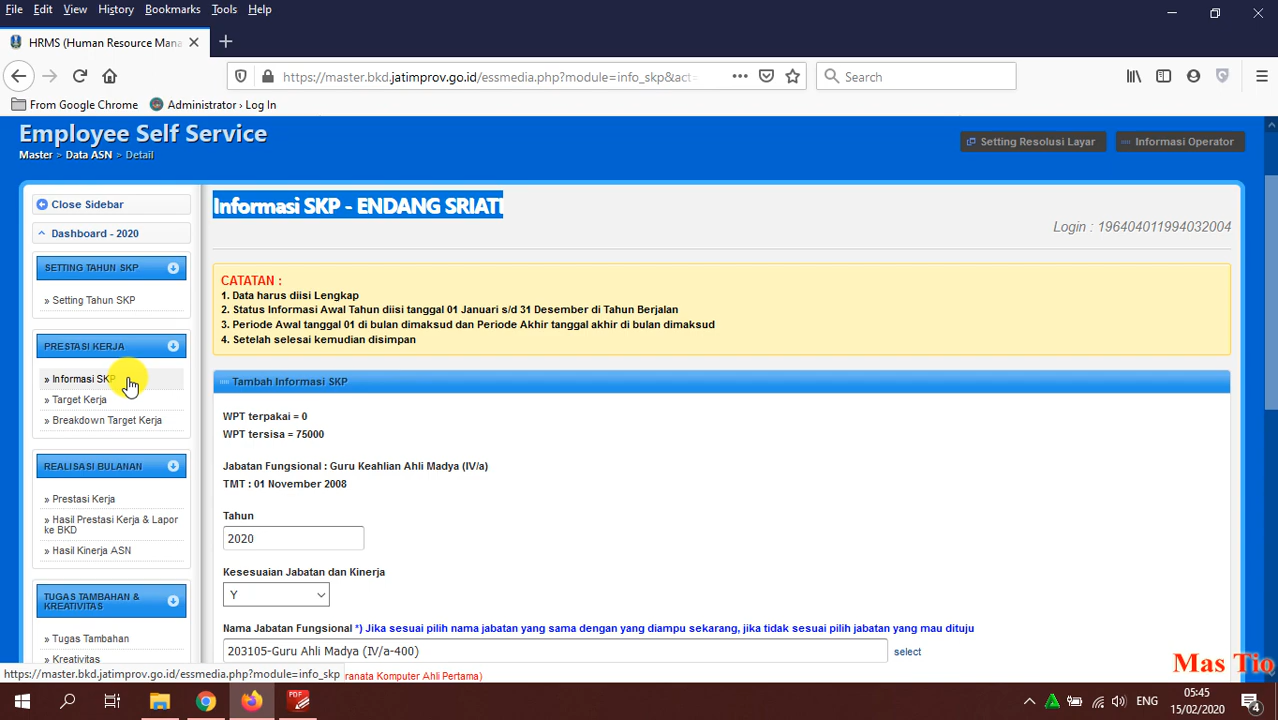 File Edit View History Bookmarks Tools Help
HRMS (Human Resource Mana
https://master.bkd.jatimprov.go.id/essmedia.php?module=info_skp&act=
Search
From Google Chrome
Administrator › Log In
Employee Self Service
Master > Data ASN > Detail
Setting Resolusi Layar
Informasi Operator
Close Sidebar
Dashboard - 2020
SETTING TAHUN SKP
» Setting Tahun SKP
PRESTASI KERJA
» Informasi SKP
» Target Kerja
» Breakdown Target Kerja
REALISASI BULANAN
» Prestasi Kerja
» Hasil Prestasi Kerja & Lapor
ke BKD
» Hasil Kinerja ASN
TUGAS TAMBAHAN &
KREATIVITAS
» Tugas Tambahan
» Kreativitas
Informasi SKP - ENDANG SRIATI
Login : 196404011994032004
CATATAN :
1. Data harus diisi Lengkap
2. Status Informasi Awal Tahun diisi tanggal 01 Januari s/d 31 Desember di Tahun Berjalan
3. Periode Awal tanggal 01 di bulan dimaksud dan Periode Akhir tanggal akhir di bulan dimaksud
4. Setelah selesai kemudian disimpan
Tambah Informasi SKP
WPT terpakai = 0
WPT tersisa = 75000
Jabatan Fungsional : Guru Keahlian Ahli Madya (IV/a)
TMT : 01 November 2008
Tahun
2020
Kesesuaian Jabatan dan Kinerja
Y
Nama Jabatan Fungsional *) Jika sesuai pilih nama jabatan yang sama dengan yang diampu sekarang, jika tidak sesuai pilih jabatan yang mau dituju
203105-Guru Ahli Madya (IV/a-400)
select
https://master.bkd.jatimprov.go.id/essmedia.php?module=info_skp
ranata Komputer Ahli Pertama)
Mas Tio
PDF
ENG
05:45
15/02/2020
4